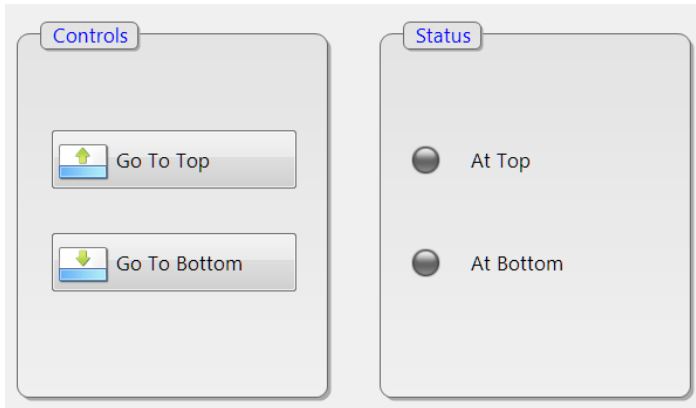 Controls
Go To Top
Go To Bottom
Status
At Top
At Bottom